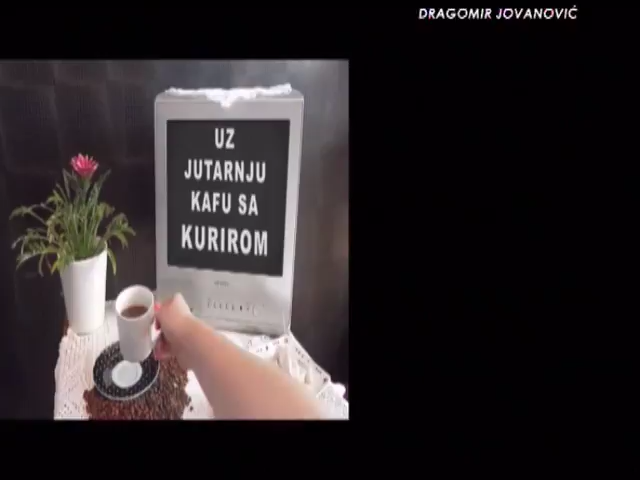 DRAGOMIR JOVANOVIĆ
UZ
JUTARNJU
KAFU SA
KURIROM